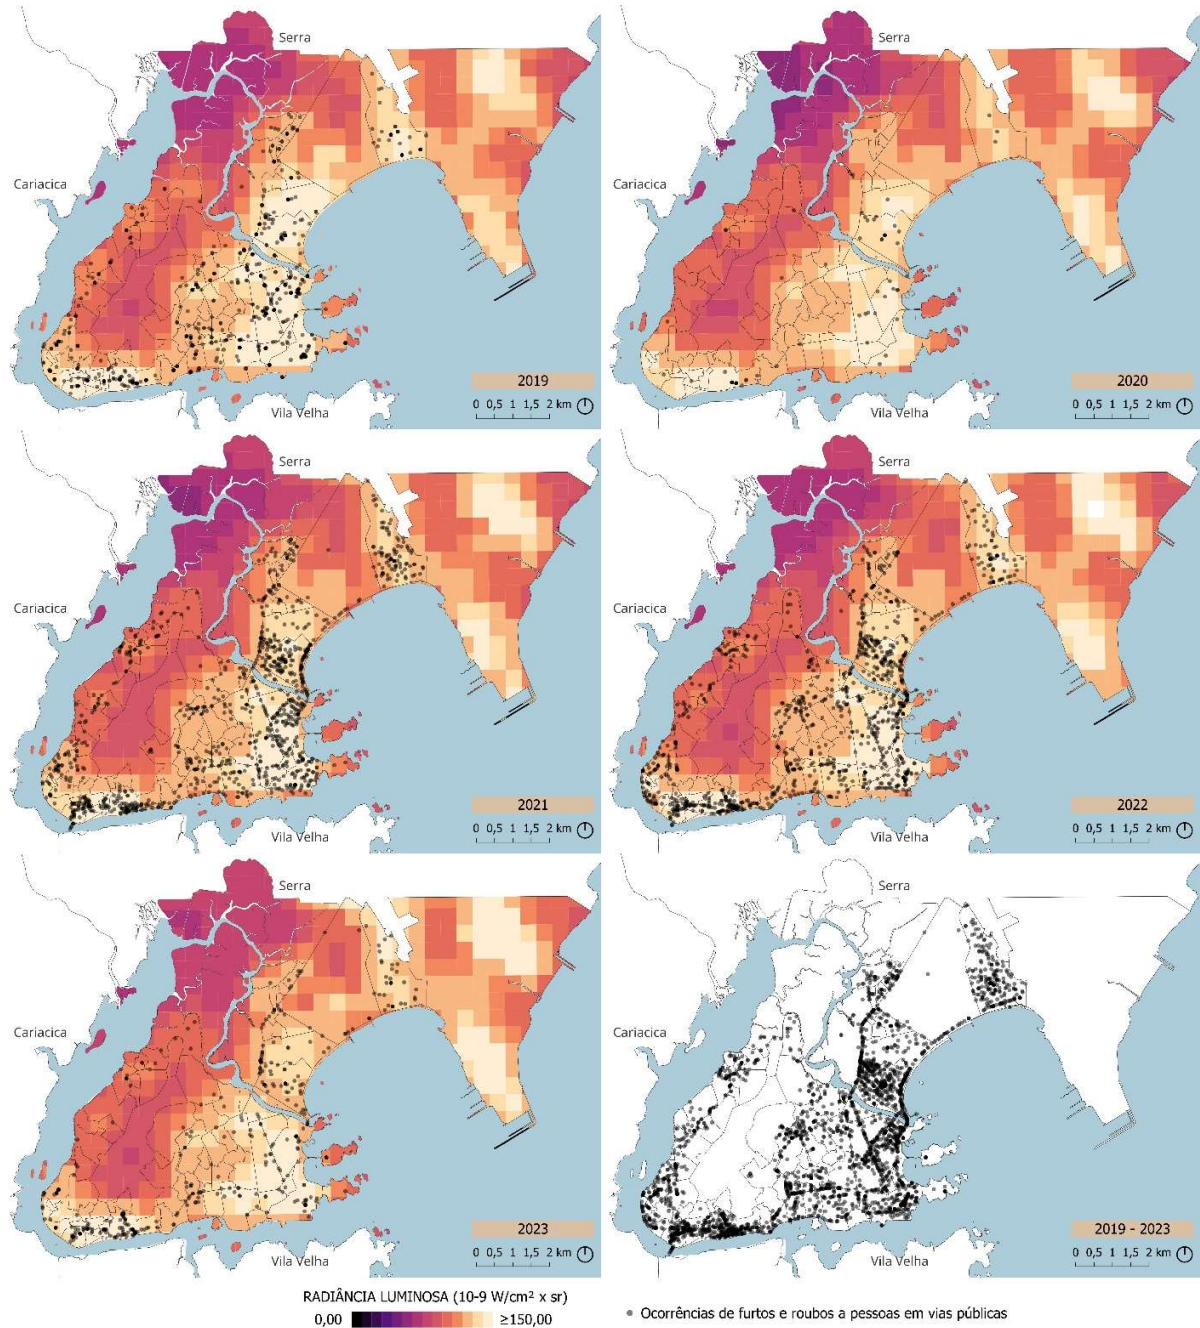 Serra
Cariacica
Vila Velha
2019
0 0,5 1 1,5 2 km
Serra
Cariacica
Vila Velha
2020
0 0,5 1 1,5 2 km
Serra
Cariacica
Vila Velha
2021
0 0,5 1 1,5 2 km
Serra
Cariacica
Vila Velha
2022
0 0,5 1 1,5 2 km
Serra
Cariacica
Vila Velha
2023
0 0,5 1 1,5 2 km
Serra
Cariacica
Vila Velha
2019 - 2023
0 0,5 1 1,5 2 km
RADIÂNCIA LUMINOSA (10-9 W/cm² x sr)
0,00 ≥150,00
Ocorrências de furtos e roubos a pessoas em vias públicas